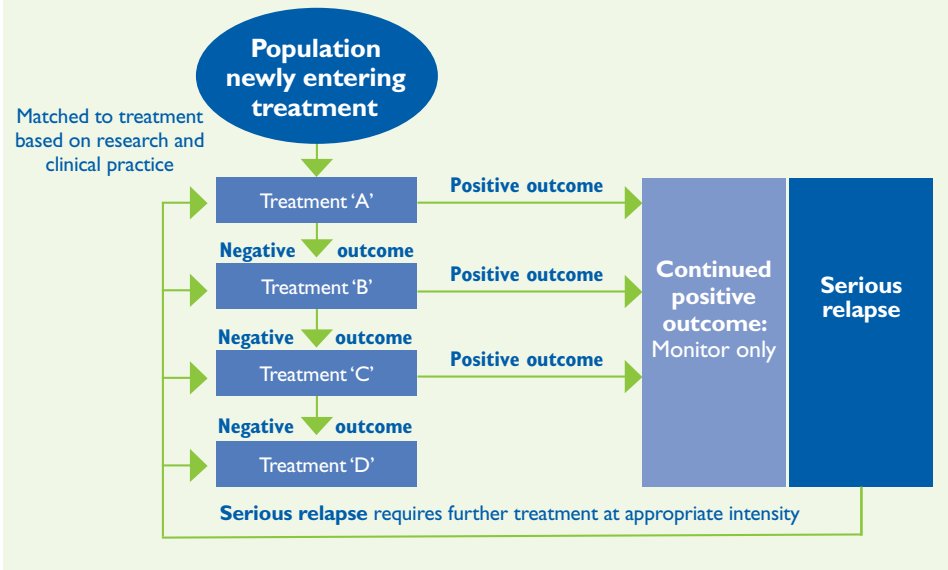 Population
newly entering
treatment
Matched to treatment
based on research and
clinical practice
Treatment ‘A’
Positive outcome
Negative outcome
Treatment ‘B’
Positive outcome
Negative outcome
Treatment ‘C’
Positive outcome
Negative outcome
Treatment ‘D’
Continued
positive
outcome:
Monitor only
Serious
relapse
Serious relapse requires further treatment at appropriate intensity